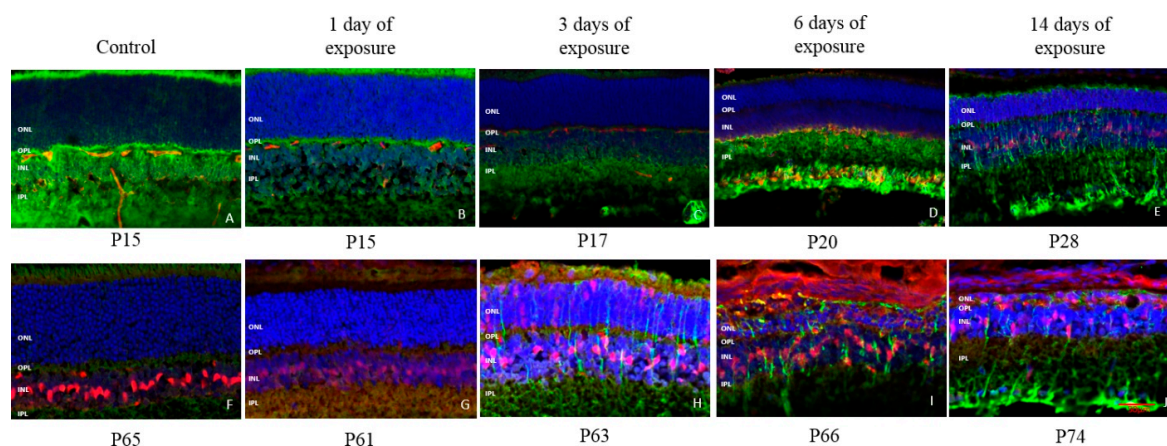 Control
1 day of
exposure
3 days of
exposure
6 days of
exposure
14 days of
exposure
ONL
OPL
INL
IPL
A
ONL
OPL
INL
IPL
B
ONL
OPL
INL
IPL
C
ONL
OPL
INL
IPL
D
ONL
OPL
INL
IPL
E
P15
P15
P17
P20
P28
ONL
OPL
INL
IPL
F
ONL
OPL
INL
IPL
G
ONL
OPL
INL
IPL
H
ONL
OPL
INL
IPL
I
ONL
OPL
INL
IPL
P65
P61
P63
P66
P74